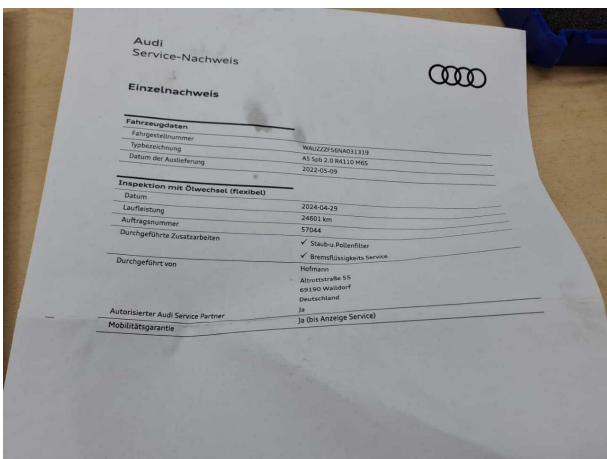 Audi
Service-Nachweis
Einzelnachweis
Fahrzeugdaten
Fahrgestellnummer WAUZZZF56NA031319
Typbezeichnung A5 Spb 2.0 R4110 M6S
Datum der Auslieferung 2022-05-09
Inspektion mit Ölwechsel (flexibel)
Datum 2024-04-29
Laufleistung 24601 km
Auftragsnummer 57044
Durchgeführte Zusatzarbeiten ✓ Staub-u.Pollenfilter
✓ Bremsflüssigkeits Service
Durchgeführt von Hofmann
Altrottstraße 55
69190 Walldorf
Deutschland
Autorisierter Audi Service Partner Ja
Mobilitätsgarantie Ja (bis Anzeige Service)